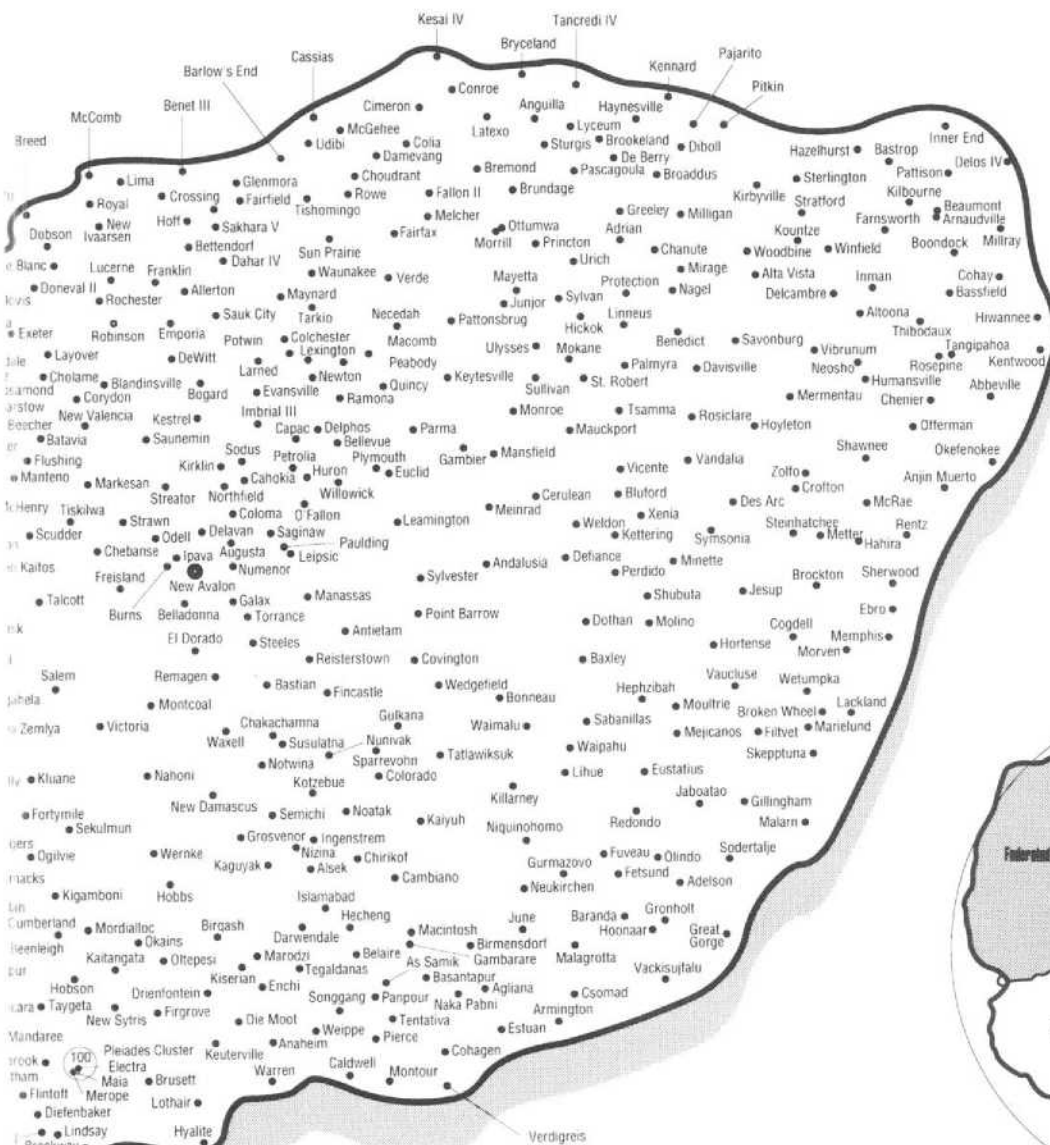 Kesai IV
Tancredi IV
Bryceland
Cassias
Barlow's End
Kennard
Pajarito
Pitkin
Benet III
McComb
Breed
Conroe
Cimeron
Anguilla
Haynesville
McGehee
Latexo
Lyceum
Inner End
Udibi
Colia
Sturgis
Brookeland
Diboll
Hazelhurst
Bastrop
Delos IV
Damevang
De Berry
Lima
Crossing
Glenmora
Choudrant
Bremond
Pascagoula
Broaddus
Sterlington
Pattison
Royal
Fairfield
Rowe
Fallon II
Brundage
Kirbyville
Kilbourne
Tishomingo
Stratford
Beaumont
New Ivaarsen
Hoff
Sakhara V
Melcher
Greeley
Milligan
Farnsworth
Arnaudville
Dobson
Fairfax
Ottumwa
Adrian
Kountze
Millray
Bettendorf
Sun Prairie
Morrill
Princton
Chanute
Woodbine
Winfield
Boondock
Blanc
Dahar IV
Urich
Lucerne
Franklin
Waunakee
Verde
Mayetta
Protection
Mirage
Alta Vista
Inman
Cohay
Doneval II
Rochester
Allerton
Maynard
Junjor
Sylvan
Nagel
Delcambre
Bassfield
Tarkio
Sauk City
Necedah
Pattonsbrug
Hickok
Linneus
Altoona
Hiwannee
Exeter
Robinson
Emporia
Potwin
Colchester
Macomb
Benedict
Savonburg
Thibodaux
Layover
DeWitt
Lexington
Ulysses
Mokane
Vibrunum
Tangipahoa
Larned
Peabody
Palmyra
Davisville
Neosho
Rosepine
Kentwood
Cholame
Blandinsville
Newton
Keytesville
Sullivan
St. Robert
Humansville
Abbeville
Corydon
Bogard
Evansville
Ramona
Quincy
Mermentau
Chenier
New Valencia
Imbrial III
Monroe
Tsamma
Rosiclare
Beecher
Kestrel
Capac
Delphos
Parma
Mauckport
Hoyleton
Offerman
Batavia
Saunemin
Bellevue
Shawnee
Sodus
Petrolia
Plymouth
Gambier
Mansfield
Vandalia
Okefenokee
Flushing
Kirklin
Huron
Euclid
Vicente
Zolfo
Manteno
Markesan
Cahokia
Crofton
Anjin Muerto
Streator
Northfield
Willowick
Cerulean
Bluford
Des Arc
McRae
McHenry
Coloma
O'Fallon
Meinrad
Tiskilwa
Strawn
Leamington
Weldon
Xenia
Steinhatchee
Rentz
Scudder
Odell
Delavan
Saginaw
Paulding
Kettering
Symsonia
Metter
Hahira
Chebanse
Ipava
Augusta
Leipsic
Andalusia
Defiance
Minette
Kaitos
Numenor
Sylvester
Perdido
Brockton
Sherwood
Freisland
New Avalon
Talcott
Burns
Belladonna
Galax
Manassas
Shubuta
Jesup
Torrance
Point Barrow
Ebro
El Dorado
Antietam
Dothan
Molino
Cogdell
Steeles
Hortense
Memphis
Salem
Reisterstown
Covington
Baxley
Morven
Remagen
Bastian
Wedgefield
Vaucluse
Wetumpka
Fincastle
Bonneau
Hephzibah
Montcoal
Moultrie
Broken Wheel
Lackland
Zemlya
Victoria
Chakachamna
Gulkana
Waimalu
Sabanillas
Marielund
Waxell
Susulatna
Nunivak
Mejicanos
Filtvet
Sparrevohn
Tatlawiksuk
Waipahu
Skepptuna
Notwina
Kluane
Nahoni
Colorado
Lihue
Eustatius
Kotzebue
Killarney
Jaboatao
New Damascus
Gillingham
Fortymile
Semichi
Noatak
Kaiyuh
Redondo
Malarn
Sekulmun
Niquinohomo
Grosvenor
Ingenstrem
Ogilvie
Wernke
Nizina
Chirikof
Fuveau
Olindo
Sodertalje
Kaguyak
Alsek
Gurmazovo
Fetsund
Cambiano
Adelson
Kigamboni
Hobbs
Neukirchen
Islamabad
Gronholt
Cumberland
Hecheng
June
Baranda
Mordialloc
Birgash
Macintosh
Hoonaar
Great Gorge
Beenleigh
Okains
Darwendale
Birmensdorf
Kaitangata
Marodzi
Belaire
Gambarare
Malagrotta
Oltepesi
Tegaldanas
As Samik
Vackisujfalu
Hobson
Kiserian
Basantapur
Enchi
Agliana
Drienfontein
Songgang
Panpour
Naka Pabni
Csomad
Taygeta
New Sytris
Firgrove
Armington
Die Moot
Weippe
Tentativa
Estuan
Mandaree
Pierce
Pleiades Cluster
Keuterville
Anaheim
Cohagen
100
Electra
Caldwell
Maia
Brusett
Warren
Montour
Flintoft
Merope
Lothair
Diefenbaker
Lindsay
Hyalite
Verdigreis